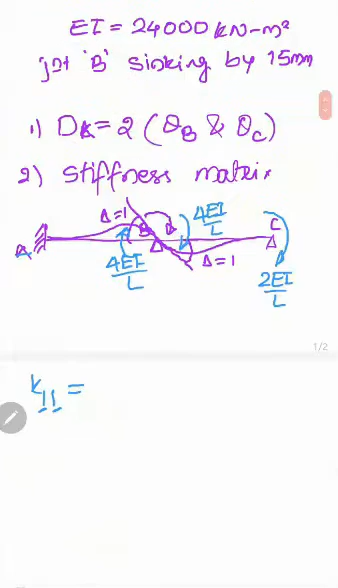 EI = 24000 kN-m²
jot 'B' sinking by 15mm
1) Dk = 2 (θB & θC)
2) Stiffness matrix
Δ=1 4EI/L C
A B
4EI/L Δ=1 2EI/L
1/2
k11 =